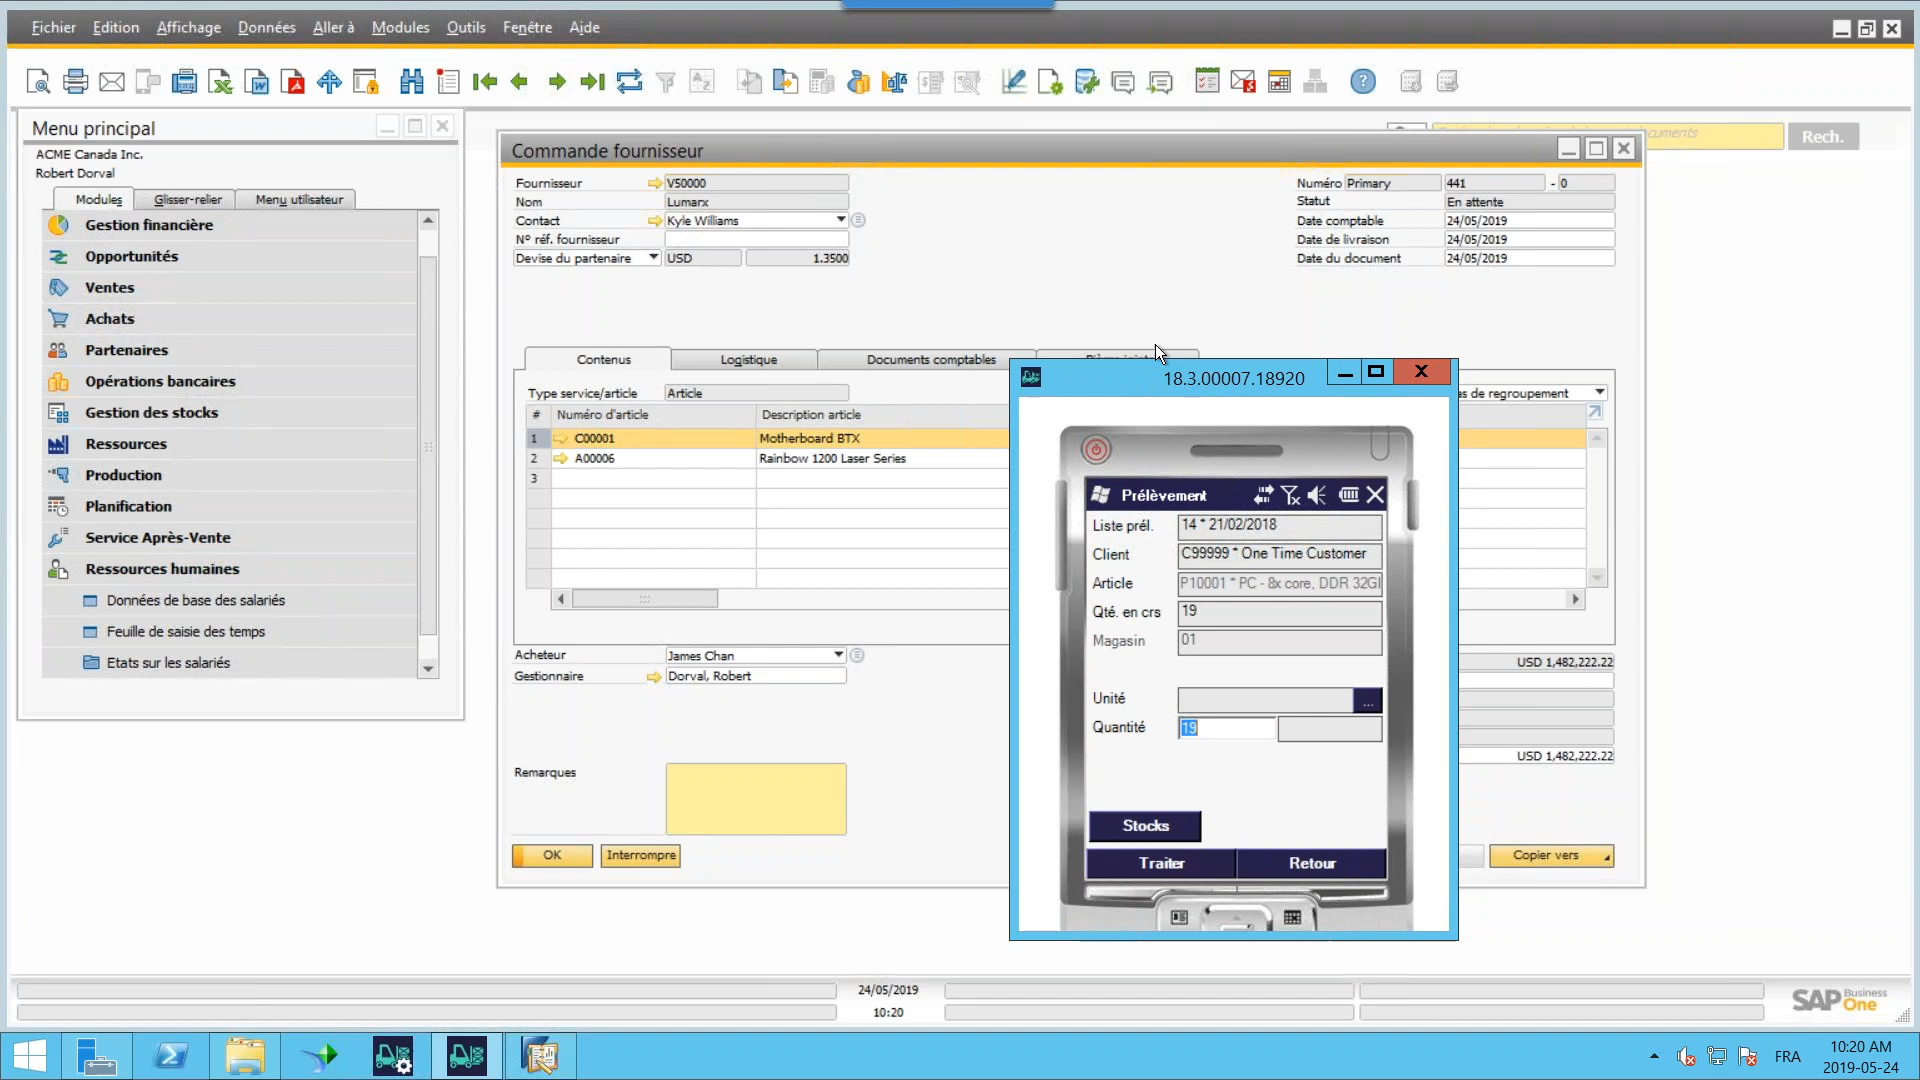 Fichier Edition Affichage Données Aller à Modules Outils Fenêtre Aide
Menu principal
ACME Canada Inc.
Robert Dorval
Modules Glisser-relier Menu utilisateur
Gestion financière
Opportunités
Ventes
Achats
Partenaires
Opérations bancaires
Gestion des stocks
Ressources
Production
Planification
Service Après-Vente
Ressources humaines
Données de base des salariés
Feuille de saisie des temps
Etats sur les salariés
Rech.
Commande fournisseur
Fournisseur V50000
Nom Lumarx
Contact Kyle Williams
N° réf. fournisseur
Devise du partenaire USD 1.3500
Numéro Primary 441 - 0
Statut En attente
Date comptable 24/05/2019
Date de livraison 24/05/2019
Date du document 24/05/2019
Contenus Logistique Documents comptables
Type service/article Article
as de regroupement
# Numéro d'article Description article
1 C00001 Motherboard BTX
2 A00006 Rainbow 1200 Laser Series
3
Acheteur James Chan
Gestionnaire Dorval, Robert
USD 1,482,222.22
USD 1,482,222.22
Remarques
OK Interrompre Copier vers
18.3.00007.18920
Prélèvement
Liste prél. 14 * 21/02/2018
Client C99999 * One Time Customer
Article P10001 * PC - 8x core, DDR 32GI
Qté. en crs 19
Magasin 01
Unité ...
Quantité 19
Stocks
Traiter Retour
24/05/2019
10:20
SAP Business One
FRA
10:20 AM
2019-05-24